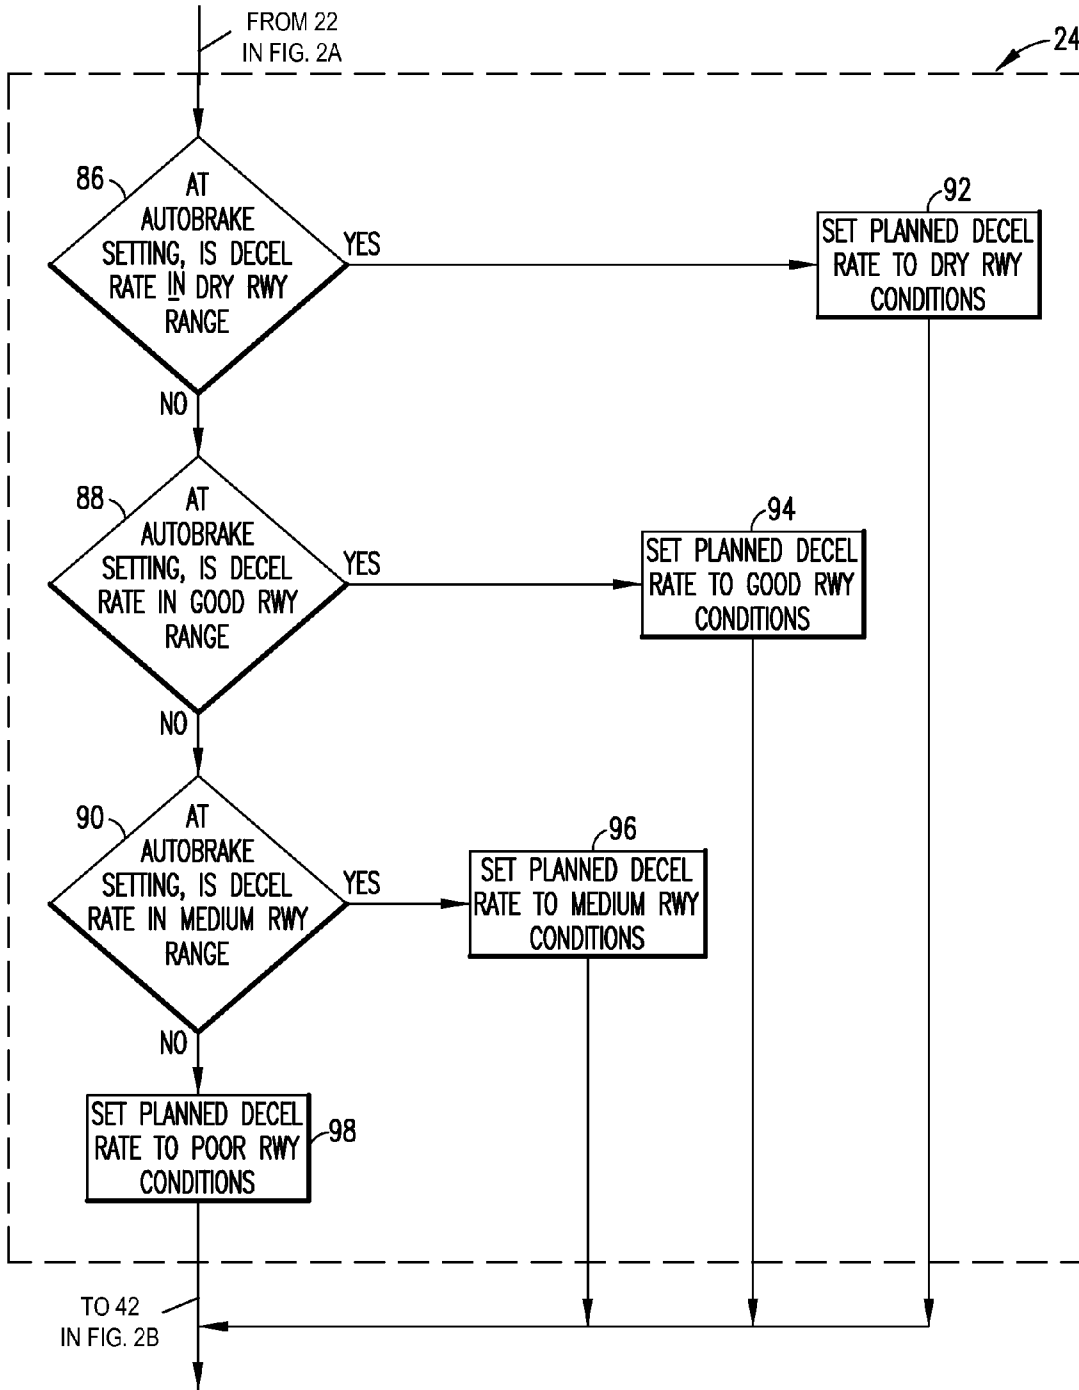 FROM 22
IN FIG. 2A
24
86
AT
AUTOBRAKE
SETTING, IS DECEL
RATE IN DRY RWY
RANGE
YES
92
SET PLANNED DECEL
RATE TO DRY RWY
CONDITIONS
NO
88
AT
AUTOBRAKE
SETTING, IS DECEL
RATE IN GOOD RWY
RANGE
YES
94
SET PLANNED DECEL
RATE TO GOOD RWY
CONDITIONS
NO
90
AT
AUTOBRAKE
SETTING, IS DECEL
RATE IN MEDIUM RWY
RANGE
YES
96
SET PLANNED DECEL
RATE TO MEDIUM RWY
CONDITIONS
NO
SET PLANNED DECEL
RATE TO POOR RWY
CONDITIONS
98
TO 42
IN FIG. 2B